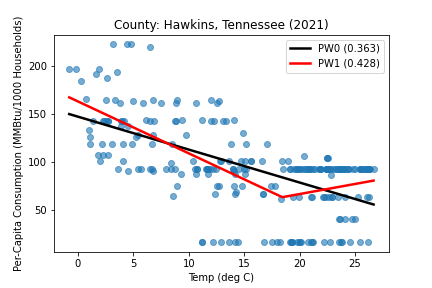 County: Hawkins, Tennessee (2021)
PW0 (0.363)
PW1 (0.428)
Per-Capita Consumption (MMBtu/1000 Households)
200
150
100
50
0
5
10
15
20
25
Temp (deg C)